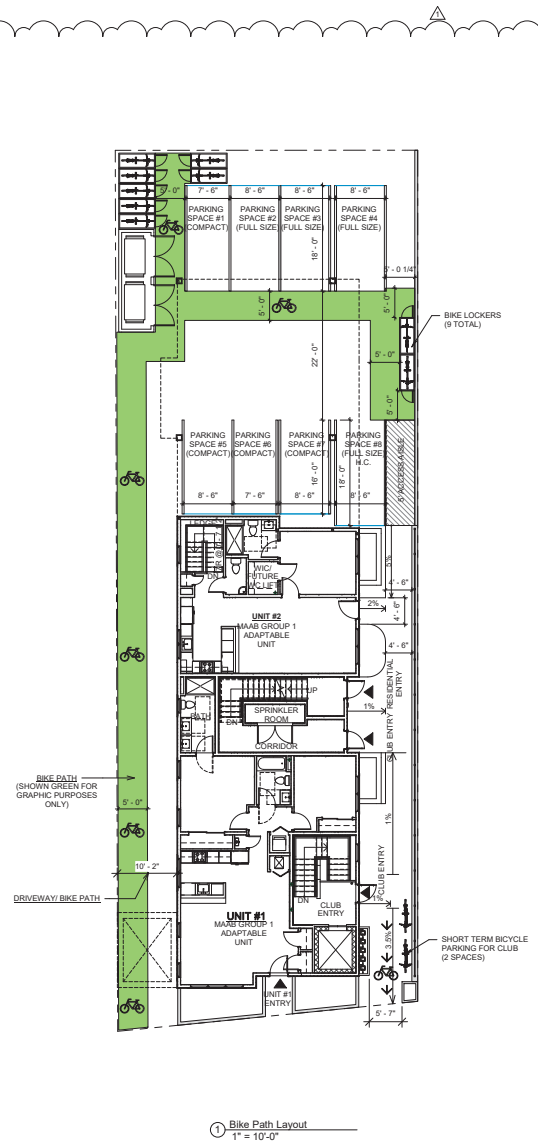 1
5' - 0"
7' - 6"
8' - 6"
8' - 6"
8' - 6"
PARKING
SPACE #1
(COMPACT)
PARKING
SPACE #2
(FULL SIZE)
PARKING
SPACE #3
(FULL SIZE)
PARKING
SPACE #4
(FULL SIZE)
18' - 0"
5' - 0 1/4"
5' - 0"
5' - 0"
BIKE LOCKERS
(9 TOTAL)
22' - 0"
5' - 0"
5' - 0"
PARKING
SPACE #5
(COMPACT)
PARKING
SPACE #6
(COMPACT)
PARKING
SPACE #7
(COMPACT)
PARKING
SPACE #8
(FULL SIZE)
H.C.
16' - 0"
18' - 0"
5' ACCESS AISLE
8' - 6"
7' - 6"
8' - 6"
8' - 6"
DN
WIC/
FUTURE
WC LIFT
5%
4' - 6"
2%
4' - 6"
UNIT #2
MAAB GROUP 1
ADAPTABLE
UNIT
4' - 6"
UP
RESIDENTIAL
ENTRY
BATH
DN
SPRINKLER
ROOM
1%
CORRIDOR
CLUB ENTRY
BIKE PATH
(SHOWN GREEN FOR
GRAPHIC PURPOSES
ONLY)
5' - 0"
1%
10' - 2"
DRIVEWAY/ BIKE PATH
CLUB ENTRY
DN
1%
CLUB
ENTRY
UNIT #1
MAAB GROUP 1
ADAPTABLE
UNIT
3.5%
SHORT TERM BICYCLE
PARKING FOR CLUB
(2 SPACES)
UNIT #1
ENTRY
5' - 7"
1
Bike Path Layout
1" = 10'-0"